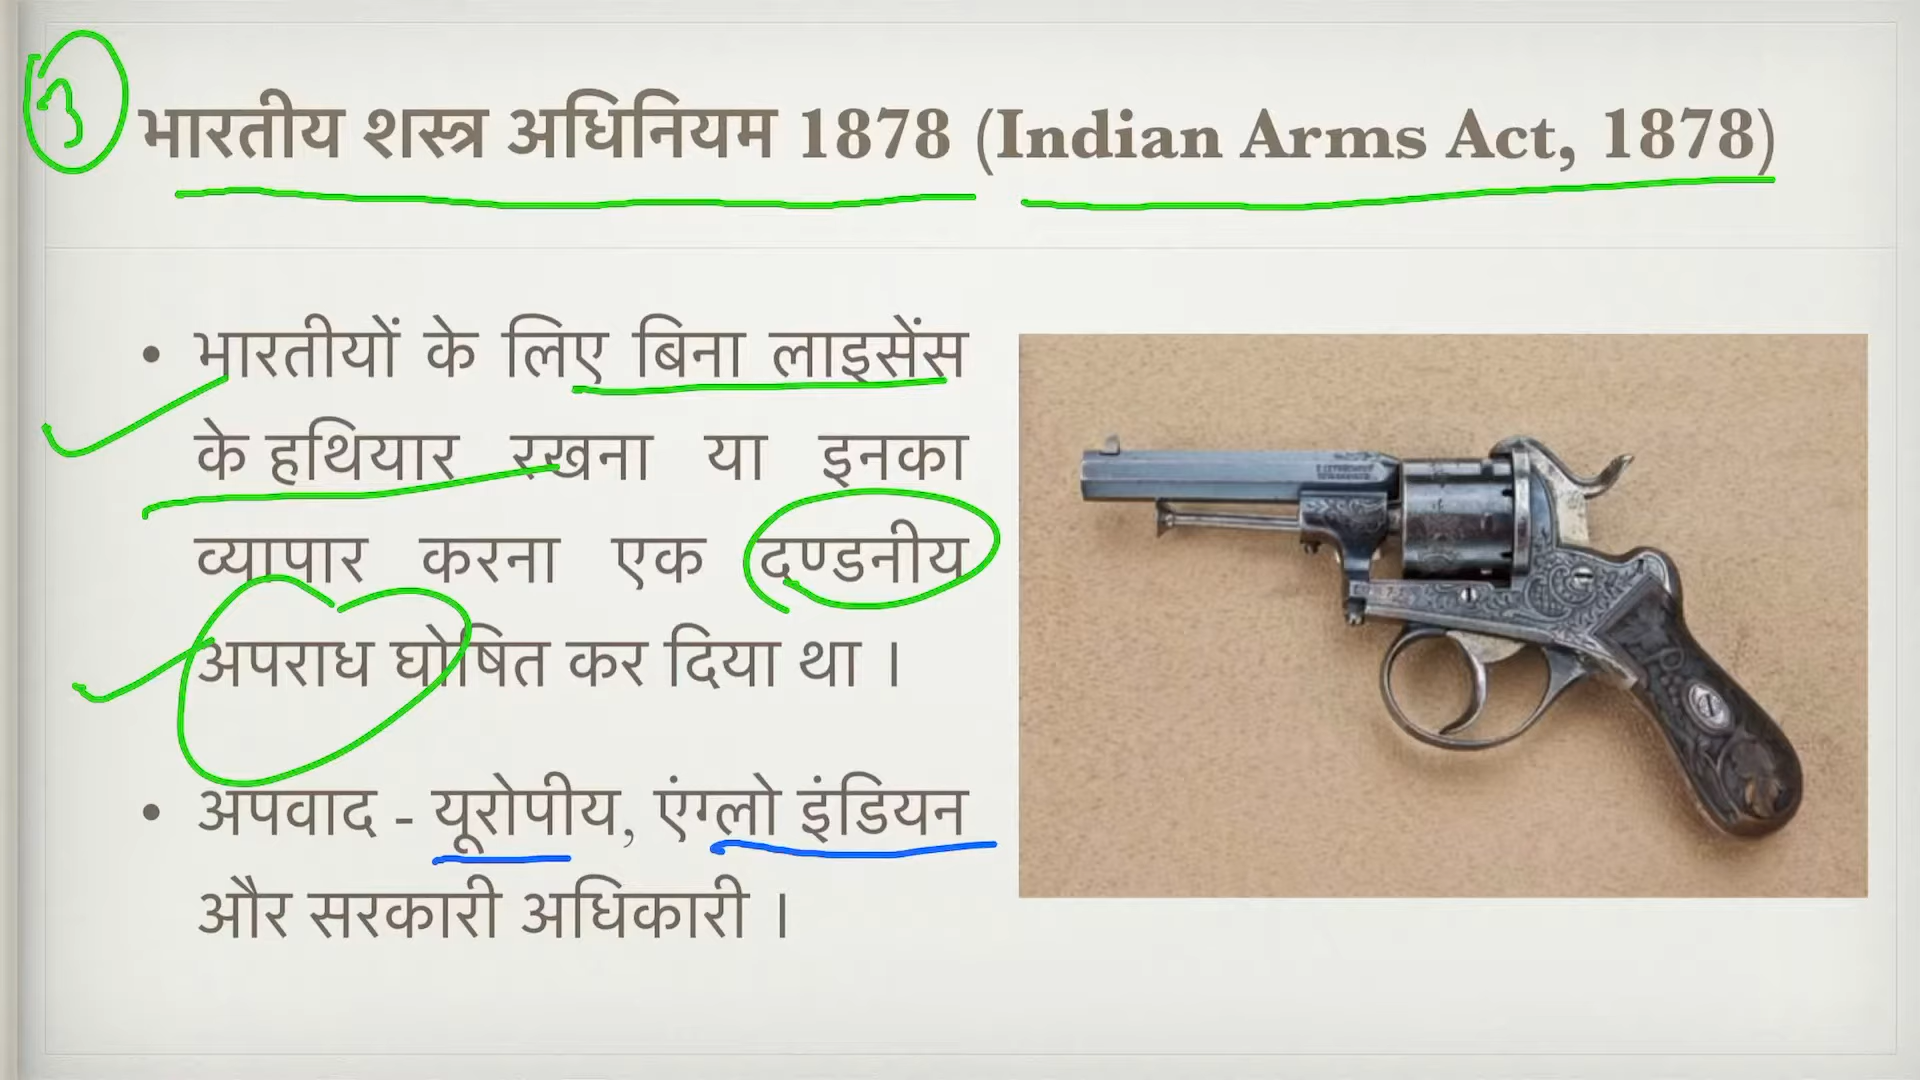 3
भारतीय शस्त्र अधिनियम 1878 (Indian Arms Act, 1878)
• भारतीयों के लिए बिना लाइसेंस
के हथियार रखना या इनका
व्यापार करना एक दण्डनीय
अपराध घोषित कर दिया था ।
• अपवाद - यूरोपीय, एंग्लो इंडियन
और सरकारी अधिकारी ।